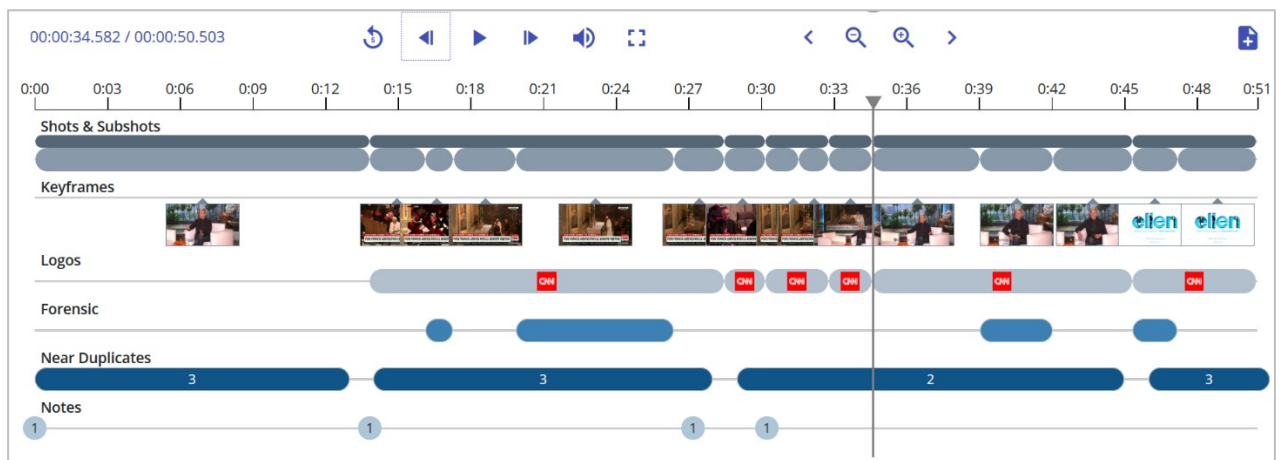 00:00:34.582 / 00:00:50.503
5
0:00 0:03 0:06 0:09 0:12 0:15 0:18 0:21 0:24 0:27 0:30 0:33 0:36 0:39 0:42 0:45 0:48 0:51
Shots & Subshots
Keyframes
ellen ellen
Logos
CNN CNN CNN CNN CNN CNN
Forensic
Near Duplicates
3 3 2 3
Notes
1 1 1 1